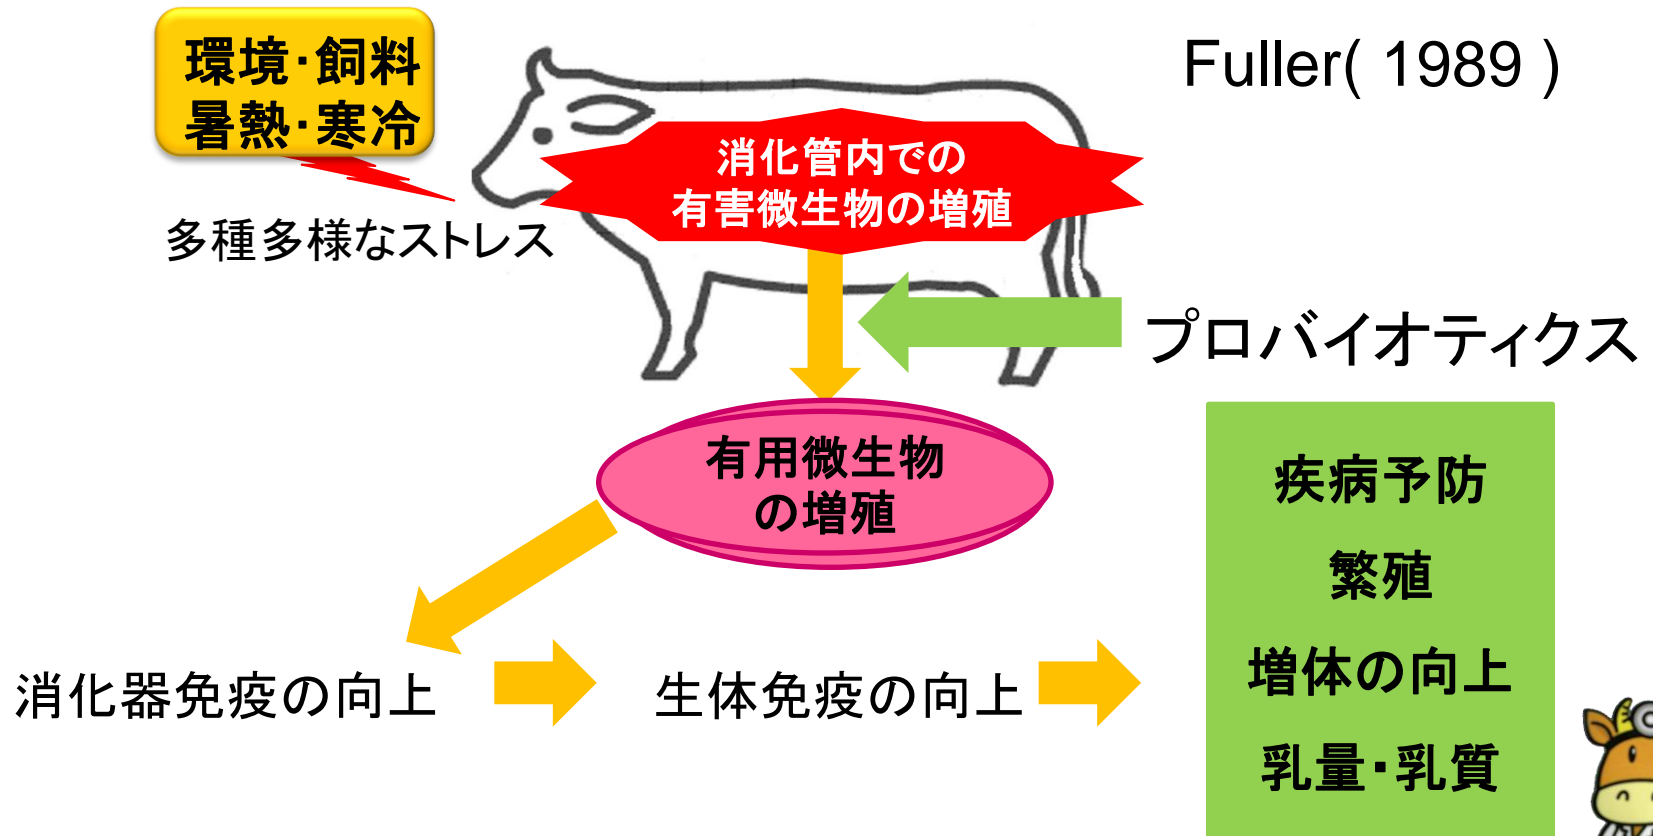 環境・飼料
暑熱・寒冷
Fuller( 1989 )
消化管内での
有害微生物の増殖
多種多様なストレス
プロバイオティクス
有用微生物
の増殖
消化器免疫の向上
生体免疫の向上
疾病予防
繁殖
増体の向上
乳量・乳質